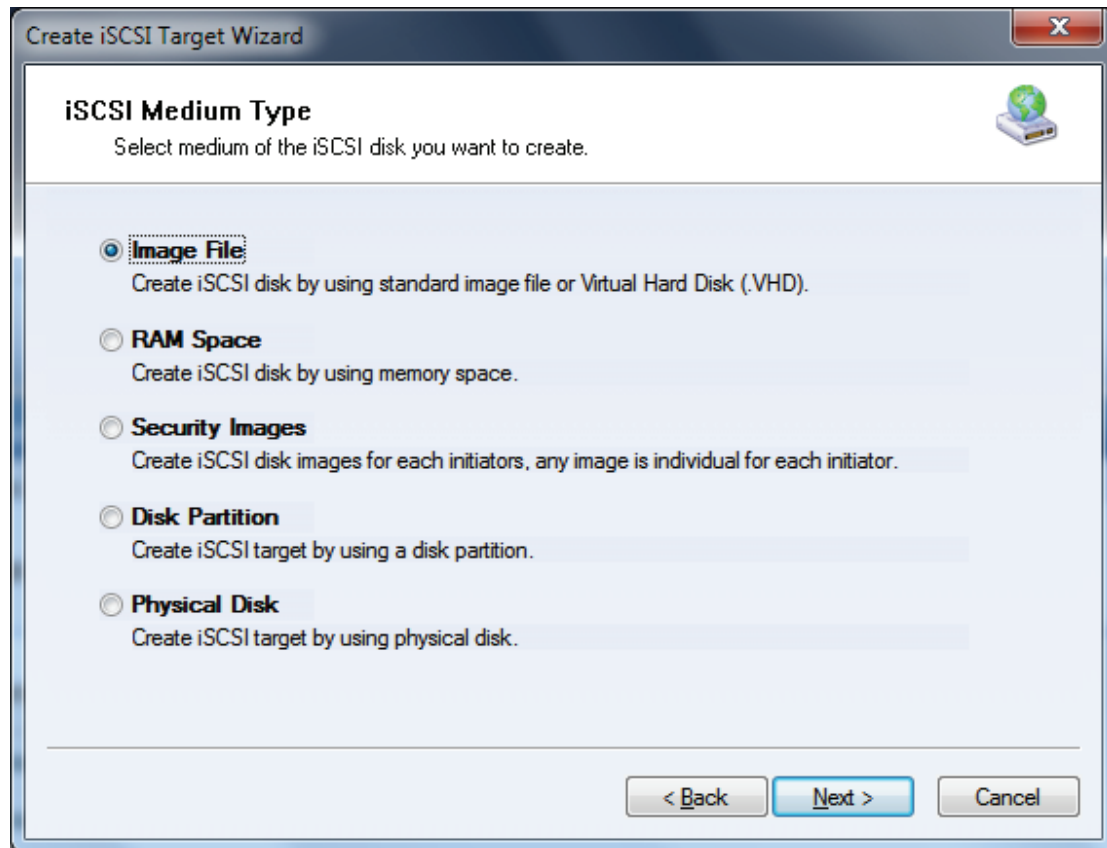 Create iSCSI Target Wizard
iSCSI Medium Type
Select medium of the iSCSI disk you want to create.
Image File
Create iSCSI disk by using standard image file or Virtual Hard Disk (.VHD).
RAM Space
Create iSCSI disk by using memory space.
Security Images
Create iSCSI disk images for each initiators, any image is individual for each initiator.
Disk Partition
Create iSCSI target by using a disk partition.
Physical Disk
Create iSCSI target by using physical disk.
< Back Next > Cancel